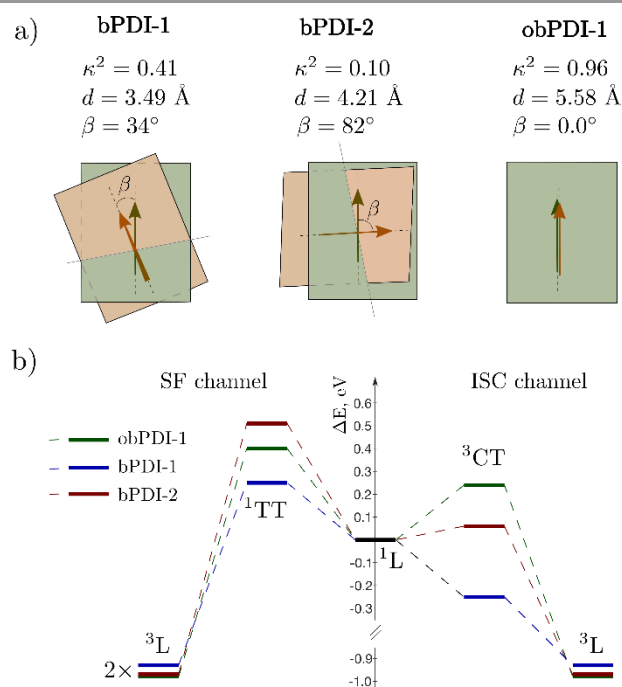 a)
bPDI-1
κ² = 0.41
d = 3.49 Å
β = 34°
β
bPDI-2
κ² = 0.10
d = 4.21 Å
β = 82°
β
obPDI-1
κ² = 0.96
d = 5.58 Å
β = 0.0°
b)
SF channel
ISC channel
ΔE, eV
obPDI-1
bPDI-1
bPDI-2
0.6
0.5
0.4
0.3
0.2
0.1
-0.1
-0.2
-0.3
-0.9
-1.0
¹TT
¹L
³CT
³L
2×
³L